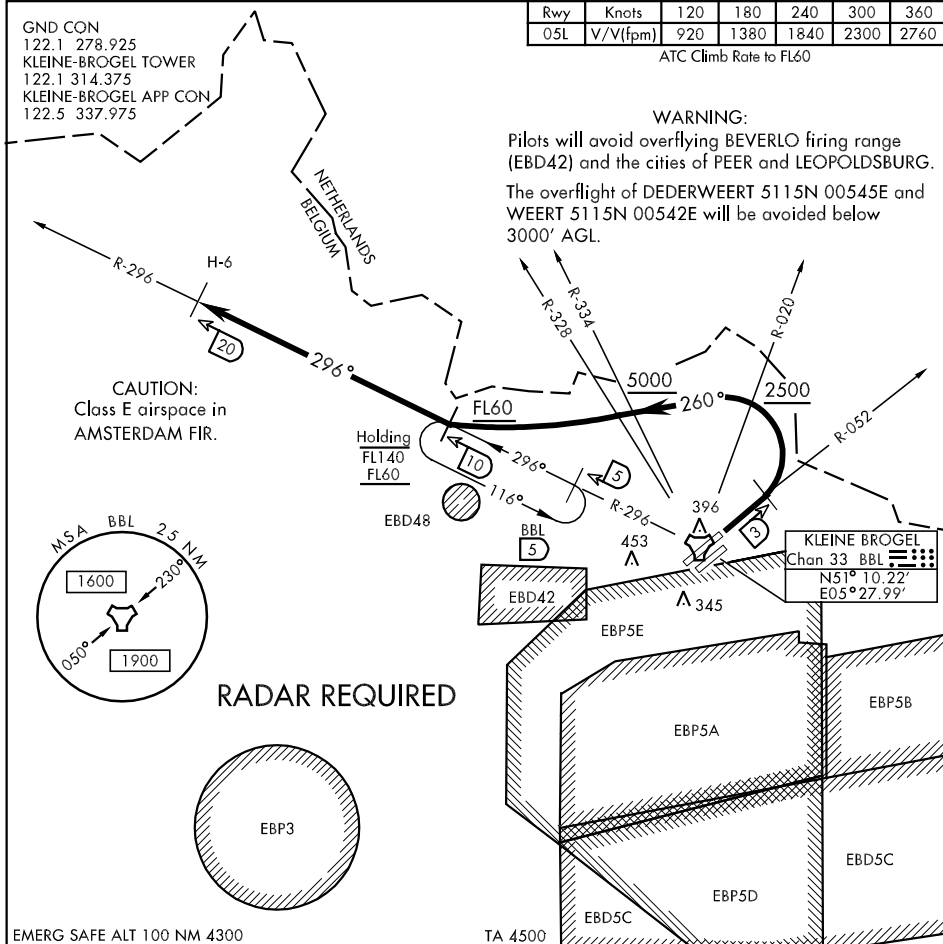 GND CON
122.1 278.925
KLEINE-BROGEL TOWER
122.1 314.375
KLEINE-BROGEL APP CON
122.5 337.975
Rwy Knots 120 180 240 300 360
05L V/V(fpm) 920 1380 1840 2300 2760
ATC Climb Rate to FL60
WARNING:
Pilots will avoid overflying BEVERLO firing range
(EBD42) and the cities of PEER and LEOPOLDSBURG.
The overflight of DEDERWEERT 5115N 00545E and
WEERT 5115N 00542E will be avoided below
3000' AGL.
NETHERLANDS
BELGIUM
R-296
H-6
20
296°
R-328
R-334
R-020
R-052
CAUTION:
Class E airspace in
AMSTERDAM FIR.
FL60
5000
260°
2500
Holding
FL140
FL60
10
296°
116°
5
R-296
EBD48
BBL
5
453
396
3
345
KLEINE BROGEL
Chan 33 BBL
N51° 10.22'
E05° 27.99'
MSA BBL 25 NM
1600
230°
050°
1900
EBD42
EBP5E
EBP5A
EBP5B
RADAR REQUIRED
EBP3
EBD5C
EBP5D
EBD5C
EMERG SAFE ALT 100 NM 4300
TA 4500